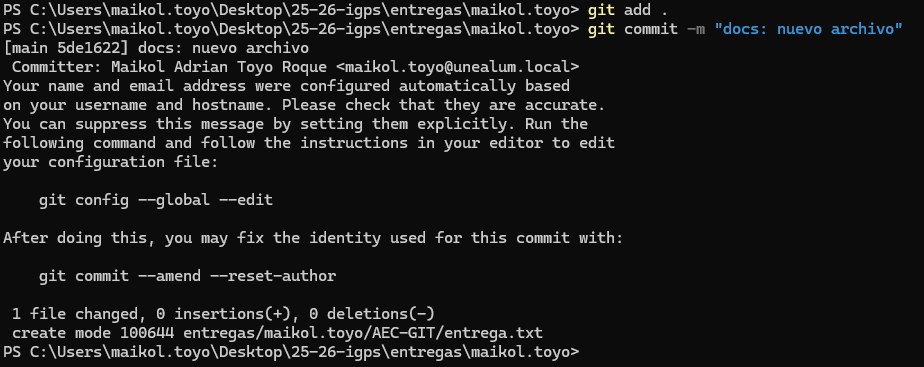 PS C:\Users\maikol.toyo\Desktop\25-26-igps\entregas\maikol.toyo> git add .
PS C:\Users\maikol.toyo\Desktop\25-26-igps\entregas\maikol.toyo> git commit -m "docs: nuevo archivo"
[main 5de1622] docs: nuevo archivo
 Committer: Maikol Adrian Toyo Roque <maikol.toyo@unealum.local>
Your name and email address were configured automatically based
on your username and hostname. Please check that they are accurate.
You can suppress this message by setting them explicitly. Run the
following command and follow the instructions in your editor to edit
your configuration file:

    git config --global --edit

After doing this, you may fix the identity used for this commit with:

    git commit --amend --reset-author

 1 file changed, 0 insertions(+), 0 deletions(-)
 create mode 100644 entregas/maikol.toyo/AEC-GIT/entrega.txt
PS C:\Users\maikol.toyo\Desktop\25-26-igps\entregas\maikol.toyo>